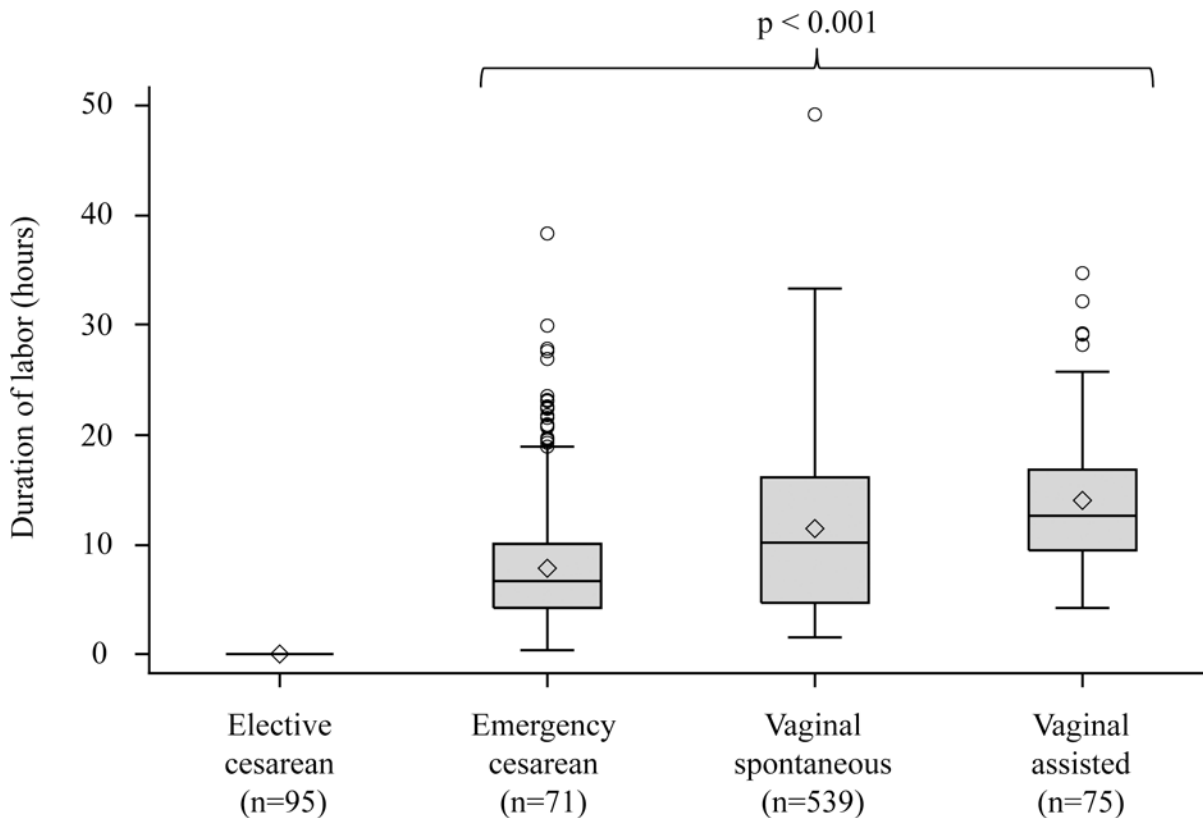 p < 0.001
Duration of labor (hours)
50
40
30
20
10
0
Elective
cesarean
(n=95)
Emergency
cesarean
(n=71)
Vaginal
spontaneous
(n=539)
Vaginal
assisted
(n=75)